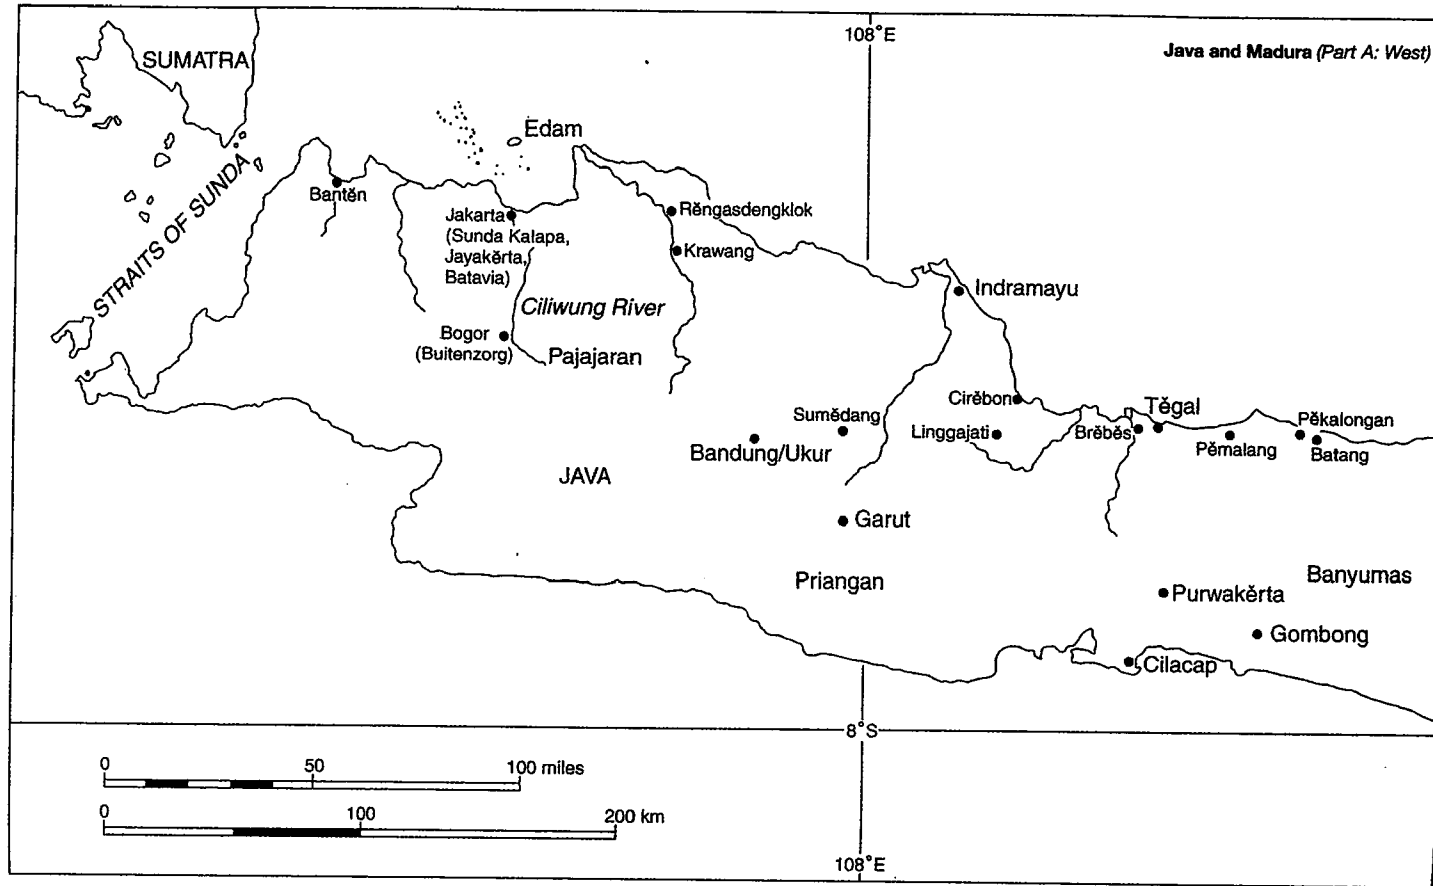 108°E
Java and Madura (Part A: West)
SUMATRA
Edam
STRAITS OF SUNDA
Bantĕn
Jakarta
(Sunda Kalapa,
Jayakĕrta,
Batavia)
Rĕngasdengklok
Krawang
Ciliwung River
Indramayu
Bogor
(Buitenzorg)
Pajajaran
Cirĕbon
Sumĕdang
Linggajati
Brĕbĕs
Tĕgal
Pĕkalongan
Pĕmalang
Batang
Bandung/Ukur
JAVA
Garut
Priangan
Banyumas
Purwakĕrta
Gombong
Cilacap
8°S
0 50 100 miles
0 100 200 km
108°E